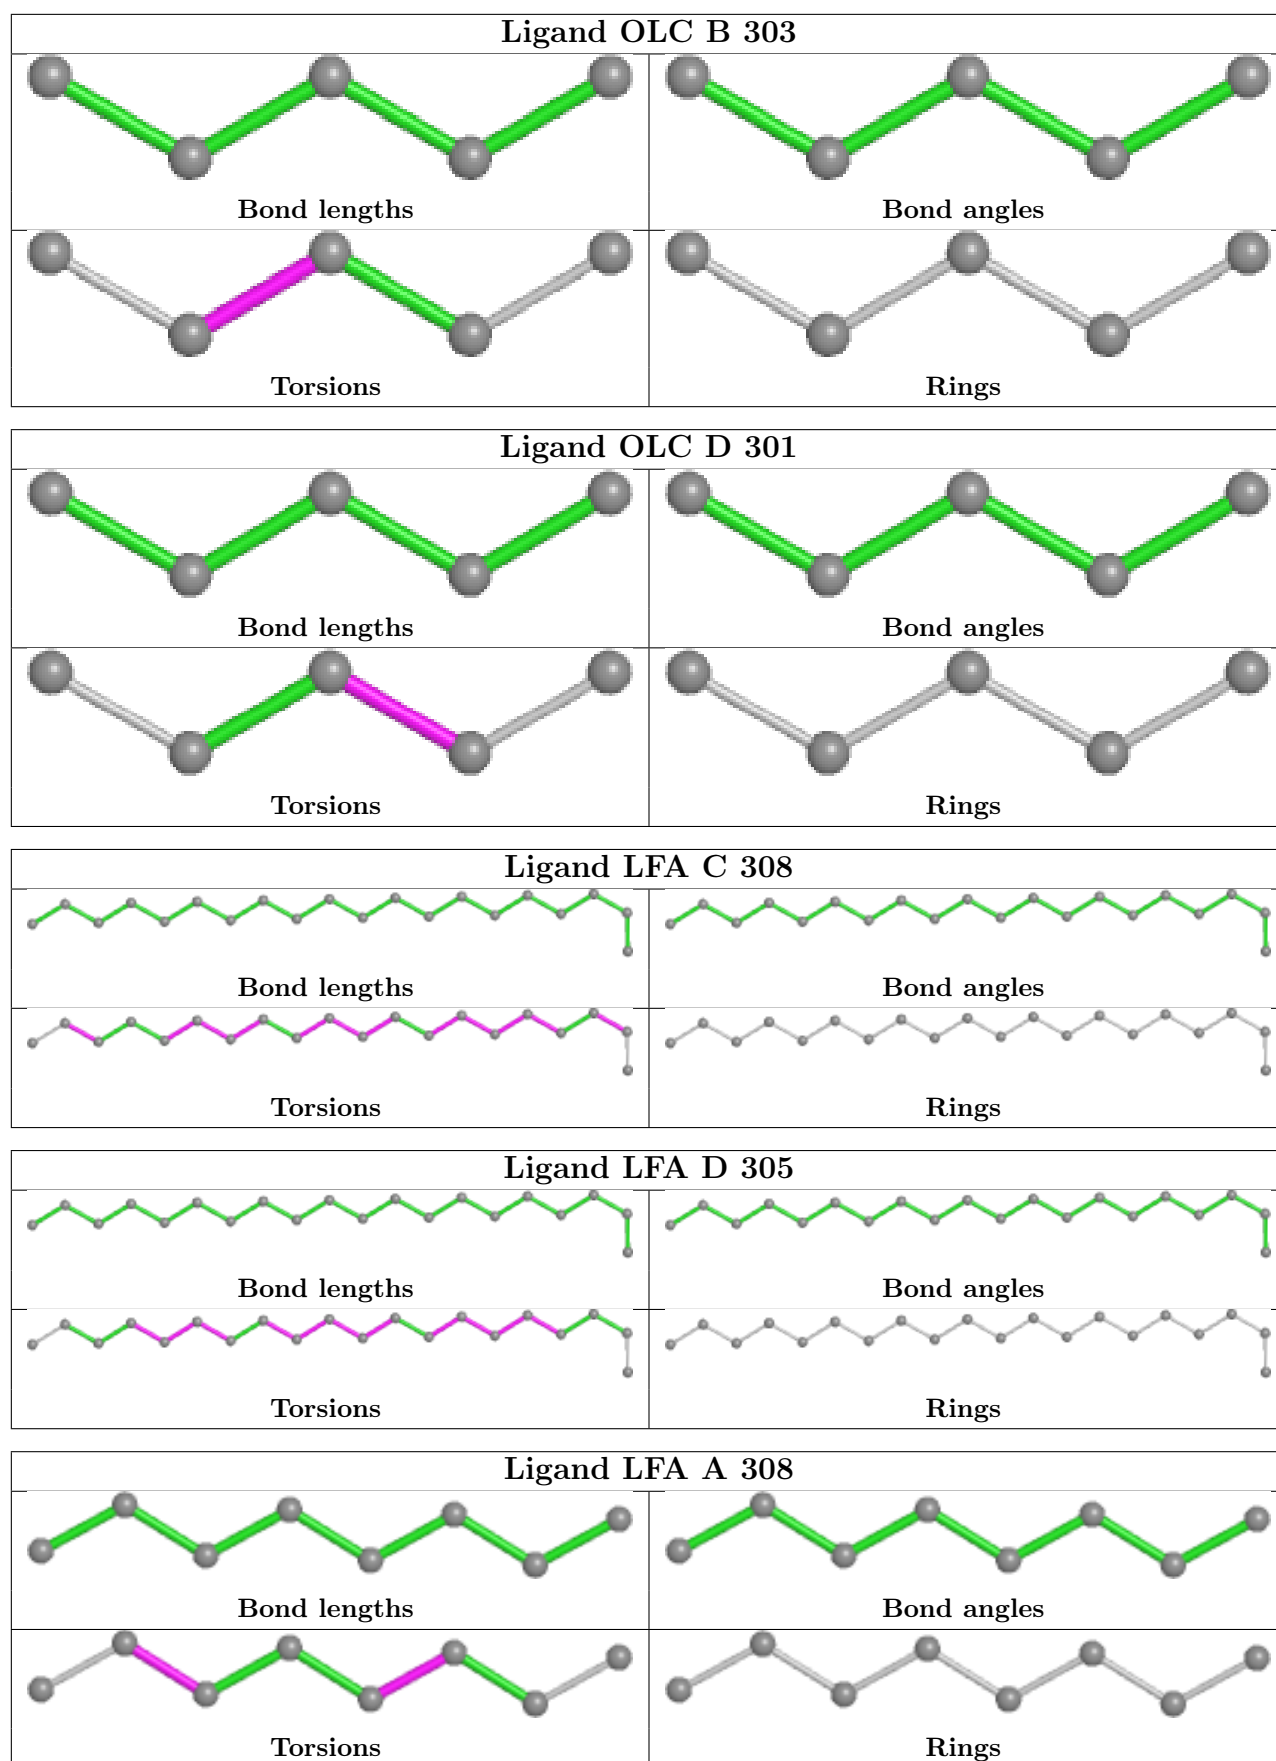 Ligand OLC B 303
Bond lengths Bond angles
Torsions Rings
Ligand OLC D 301
Bond lengths Bond angles
Torsions Rings
Ligand LFA C 308
Bond lengths Bond angles
Torsions Rings
Ligand LFA D 305
Bond lengths Bond angles
Torsions Rings
Ligand LFA A 308
Bond lengths Bond angles
Torsions Rings